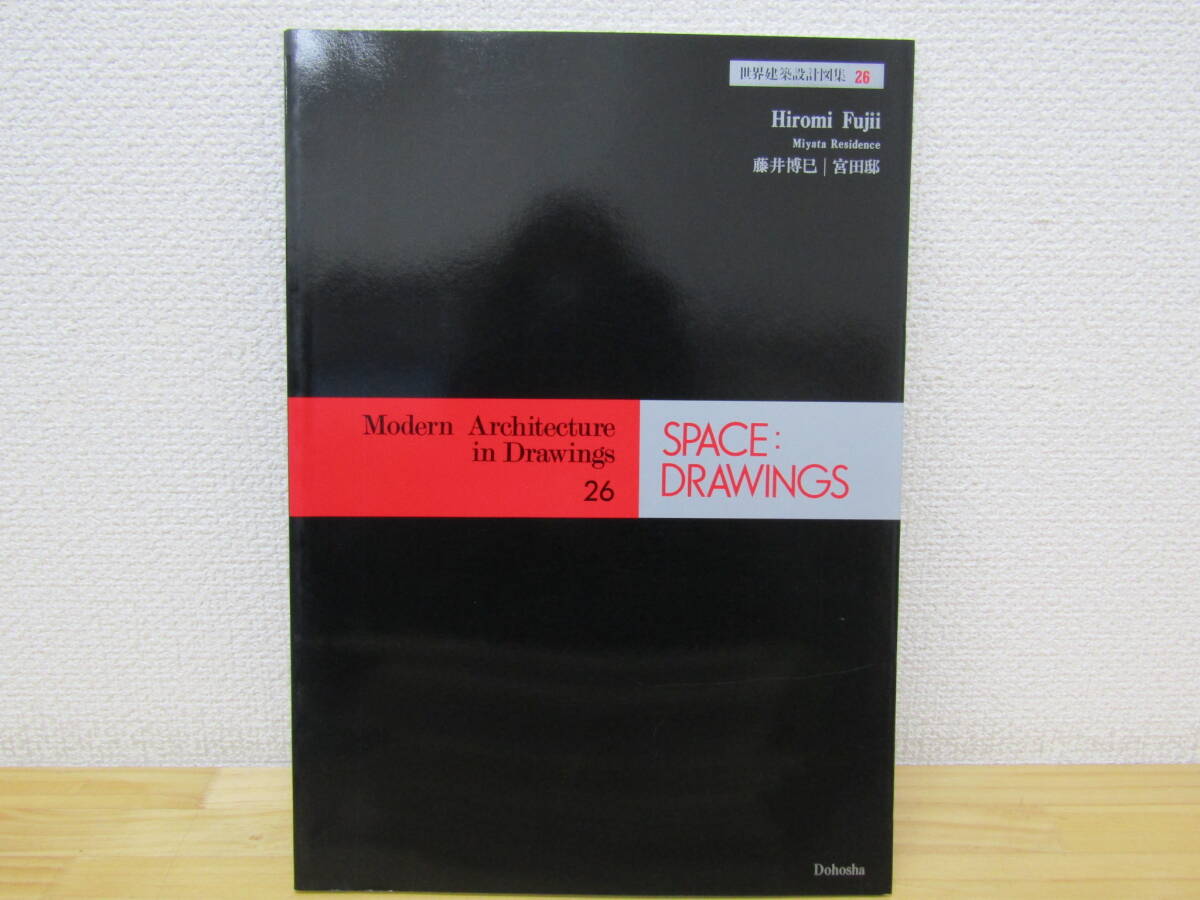 世界建築設計図集 26
Hiromi Fujii
Miyata Residence
藤井博巳│宮田邸
Modern Architecture
in Drawings
26
SPACE:
DRAWINGS
Dohosha